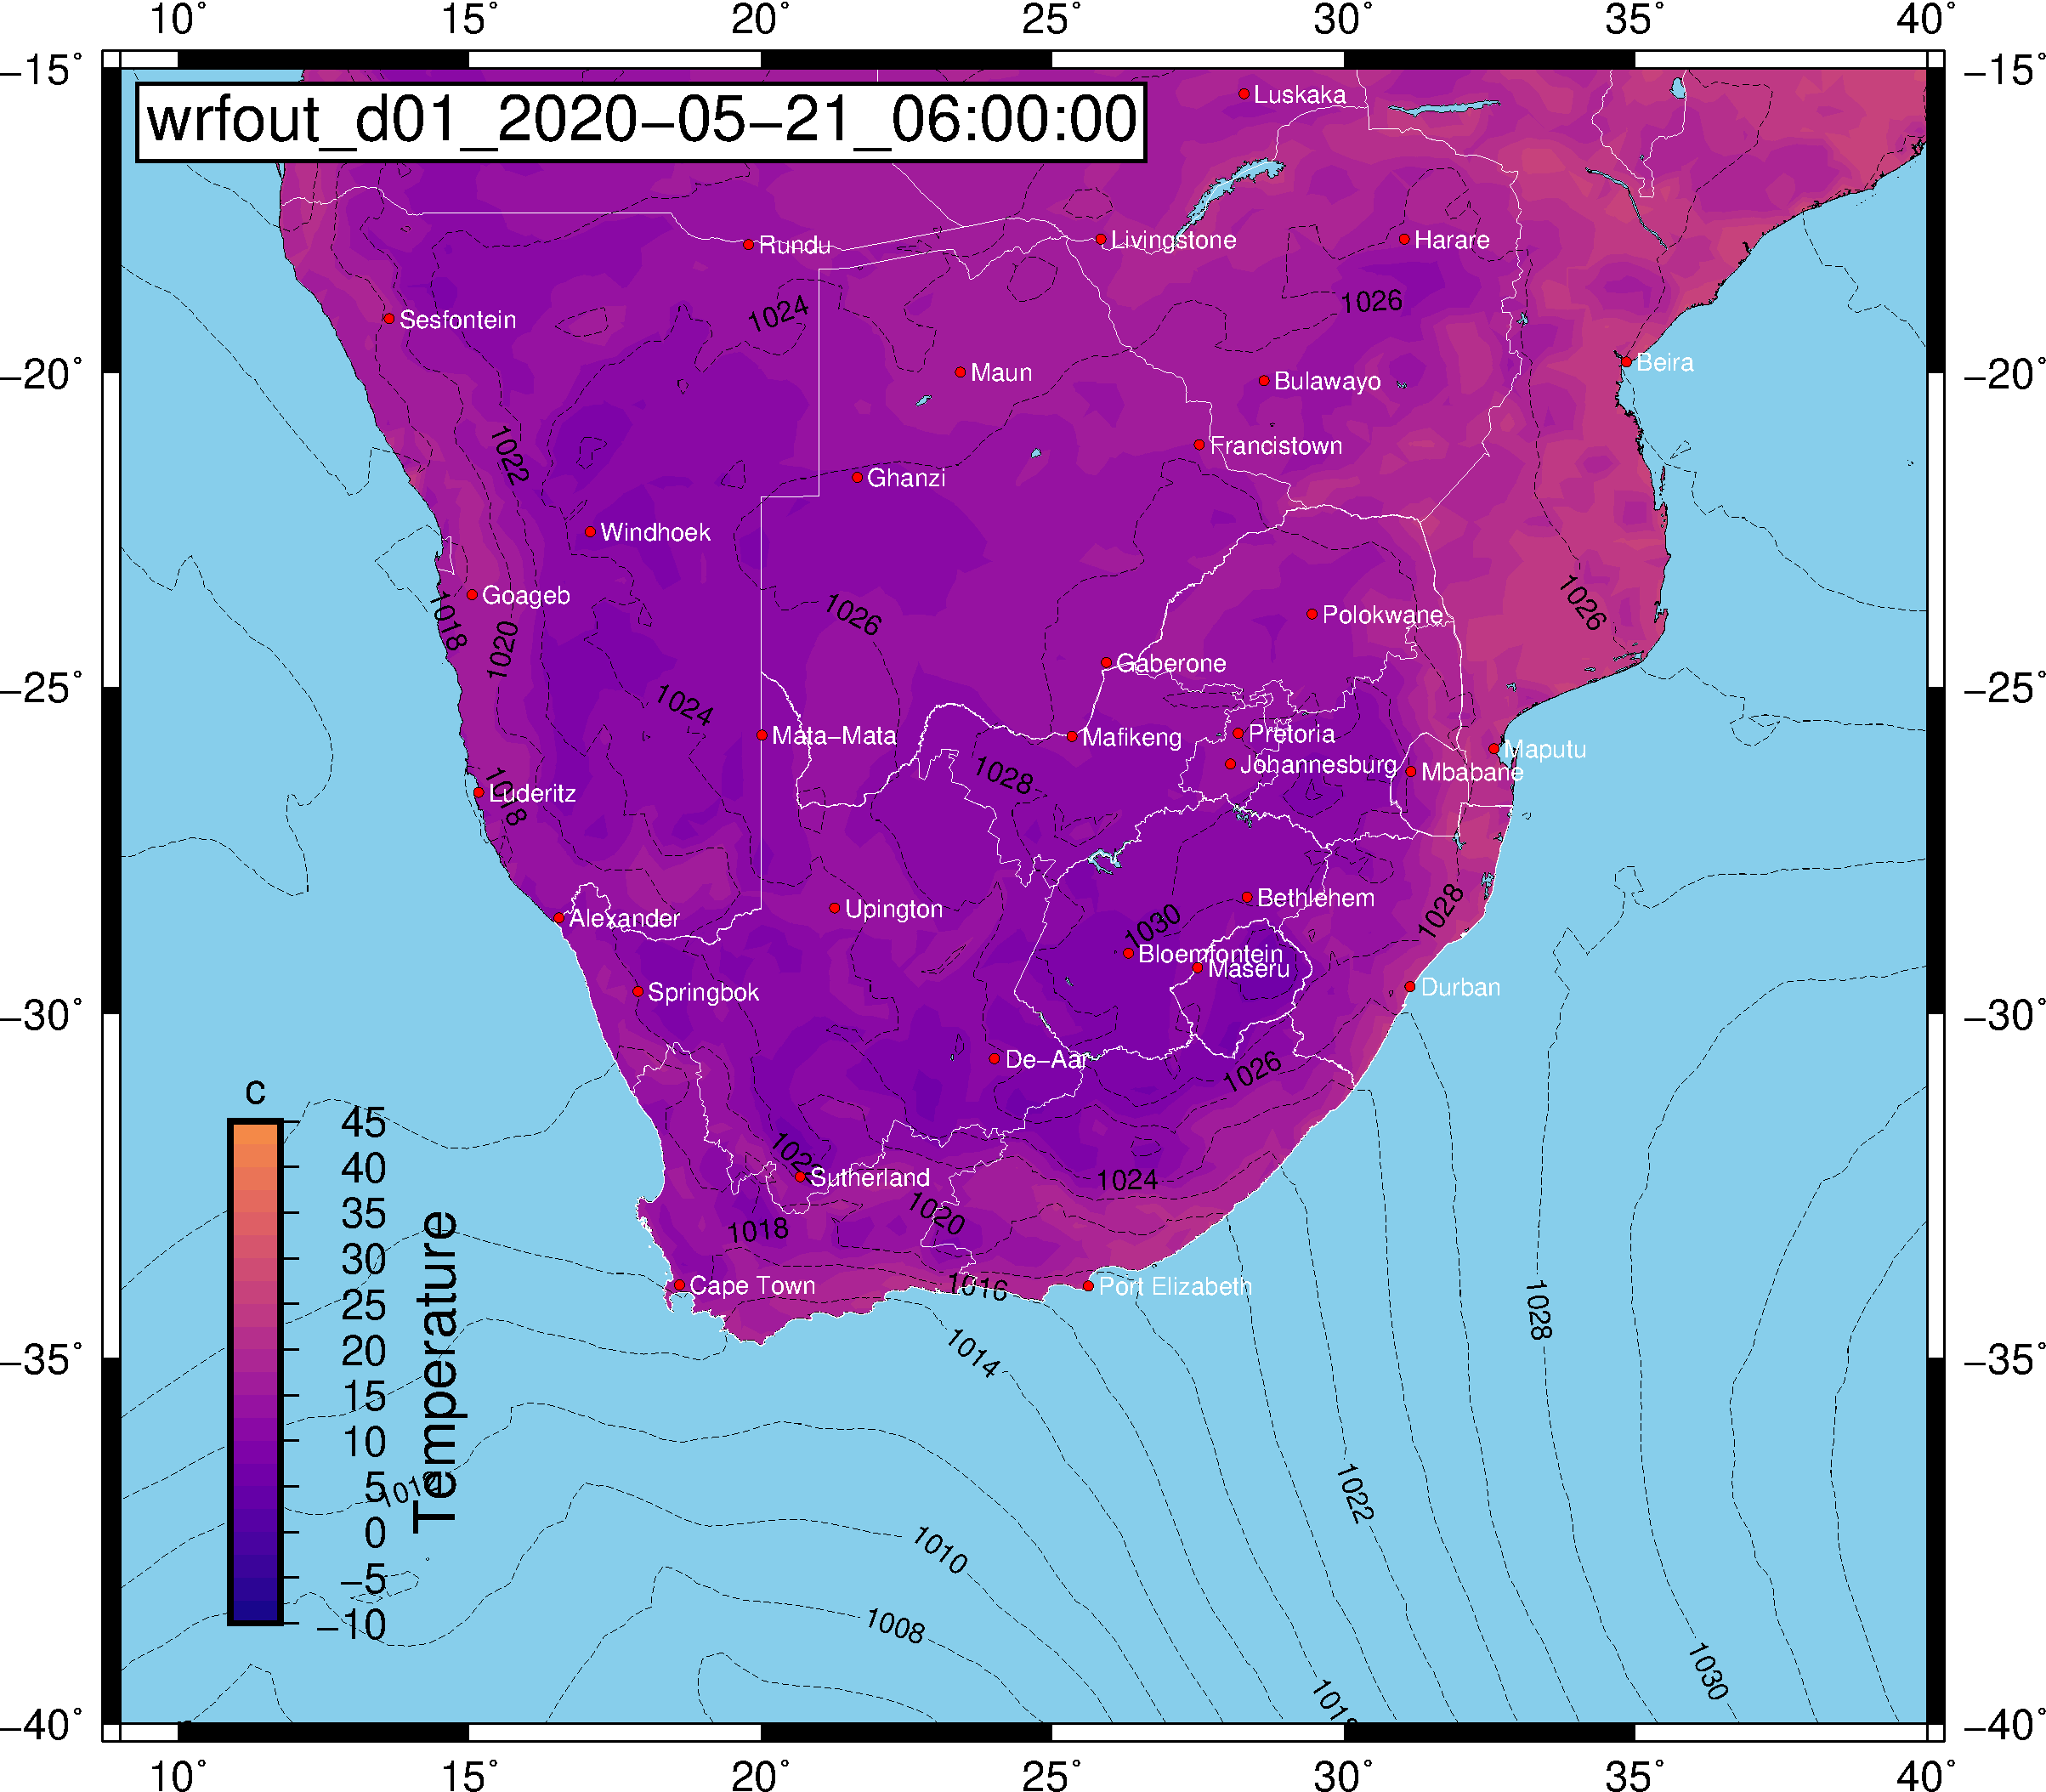 10° 15° 20° 25° 30° 35° 40°
−15° −15°
wrfout_d01_2020−05−21_06:00:00
Luskaka
Rundu
Livingstone
Harare
1024
1026
Sesfontein
Maun
Bulawayo
Beira
−20° −20°
1022
Francistown
Ghanzi
Windhoek
Goageb
1018
1020
1026
1026
Polokwane
Gaberone
−25° −25°
1024
Mata−Mata
Mafikeng
Pretoria
Johannesburg
Mbabane
Maputu
1028
Luderitz
1018
Alexander
Upington
Bethlehem
1028
1030
Bloemfontein
Maseru
Springbok
Durban
−30° −30°
De−Aar
1026
Sutherland
1024
1020
1018
Cape Town
1016
Port Elizabeth
1014
1028
−35° −35°
c
45
40
35
30
25
20
15
10
5
0
−5
−10
Temperature
1022
1010
1008
1030
−40° −40°
10° 15° 20° 25° 30° 35° 40°